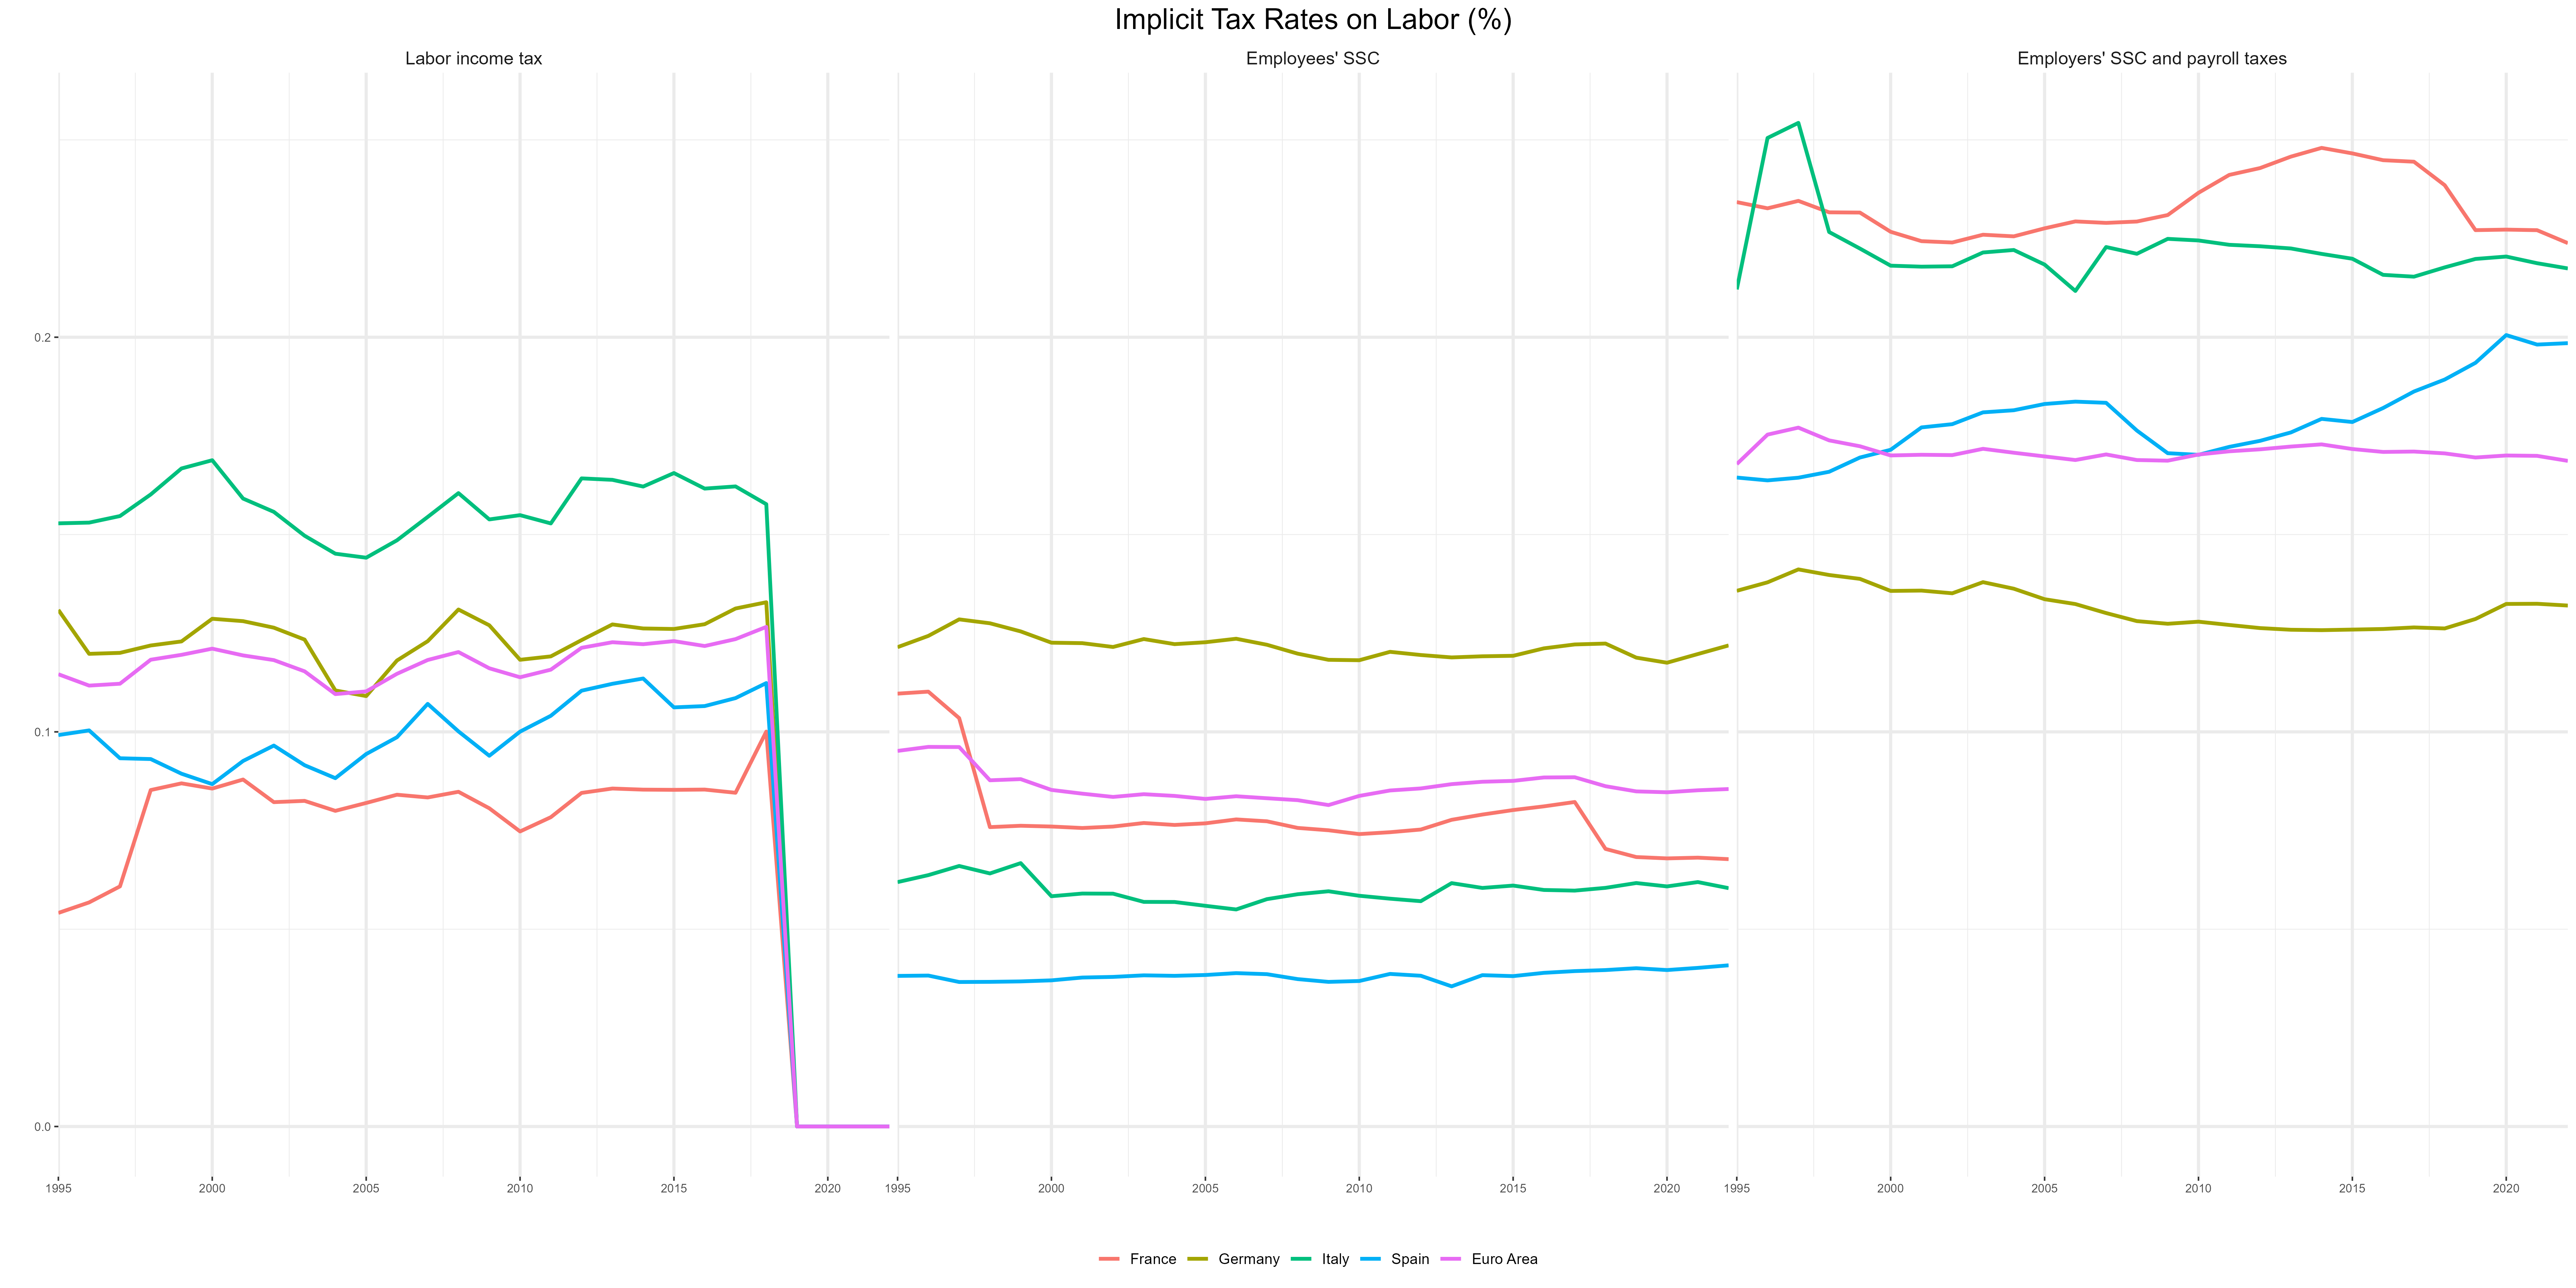 Implicit Tax Rates on Labor (%)
Labor income tax
Employees' SSC
Employers' SSC and payroll taxes
0.2
0.1
0.0
1995 2000 2005 2010 2015 2020
1995 2000 2005 2010 2015 2020
1995 2000 2005 2010 2015 2020
France Germany Italy Spain Euro Area